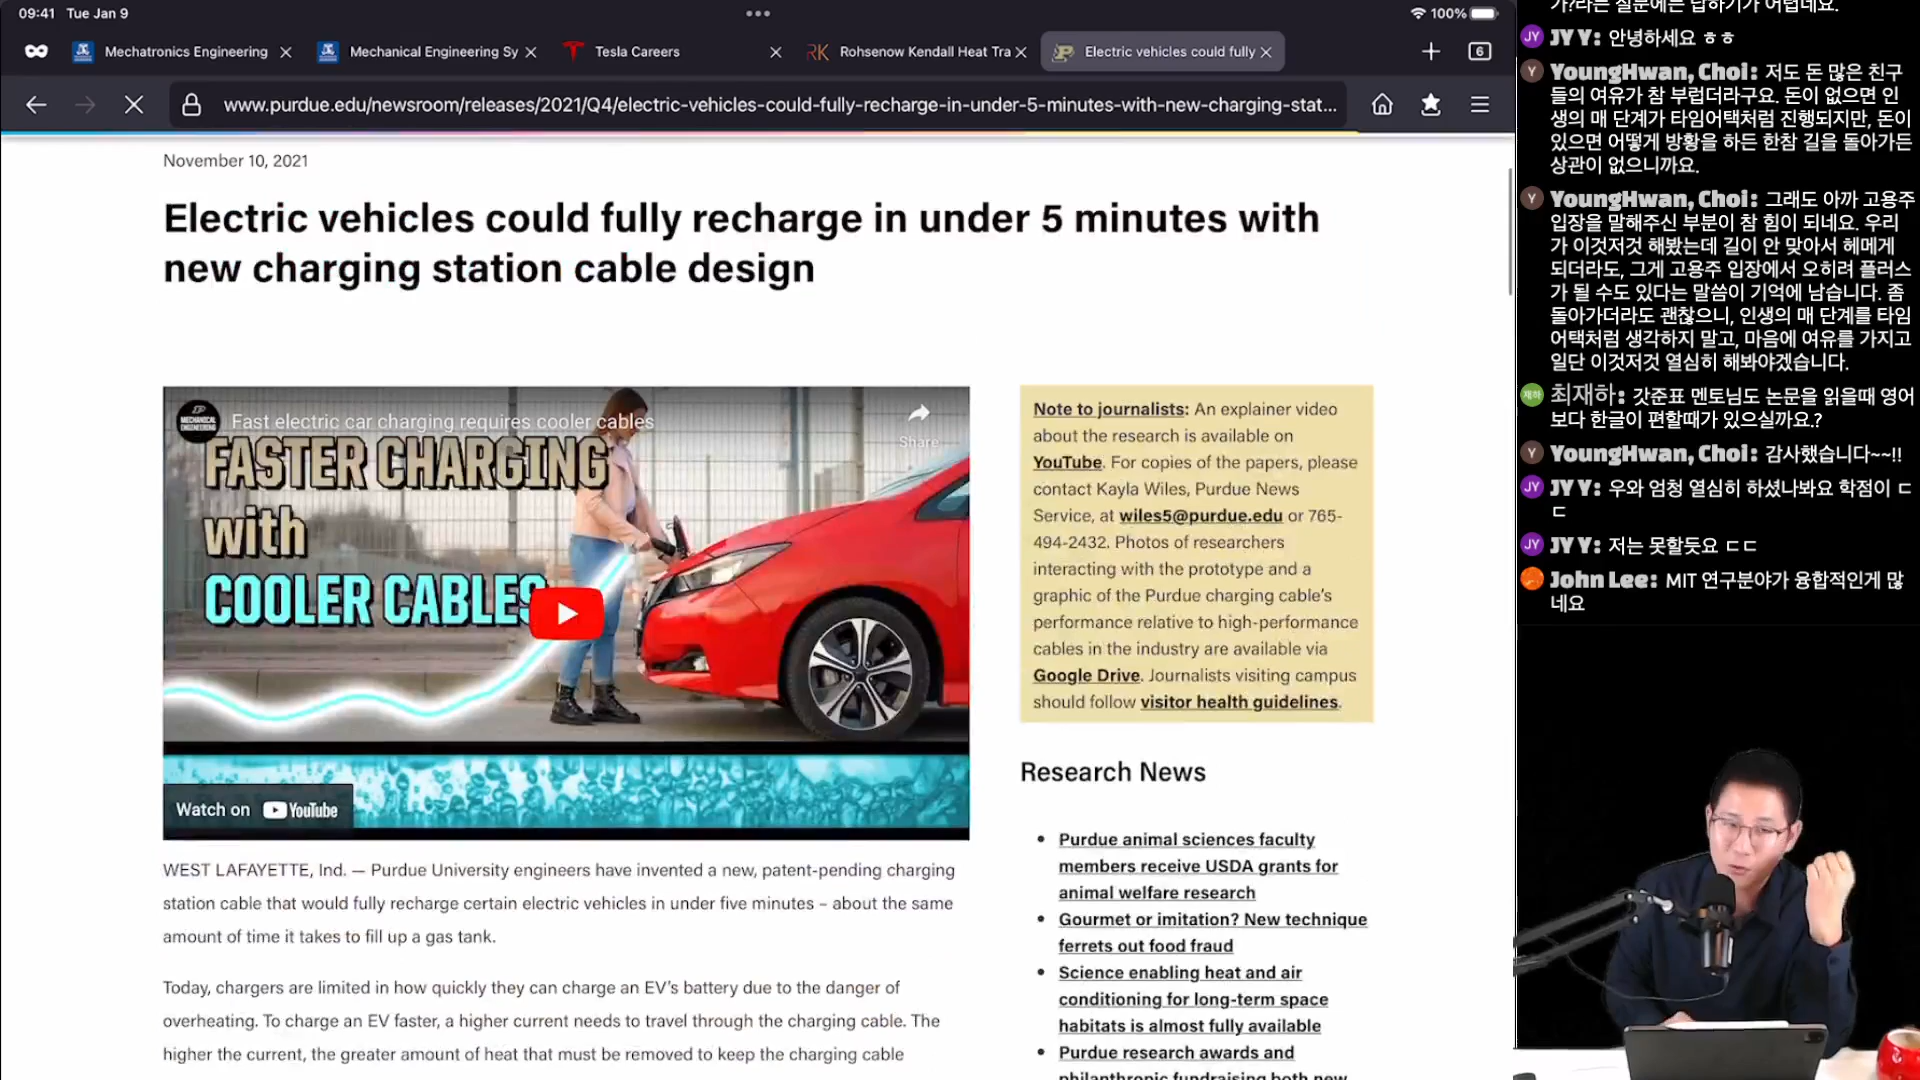 09:41 Tue Jan 9
100%
Mechatronics Engineering
Mechanical Engineering Sy
Tesla Careers
RK Rohsenow Kendall Heat Tra
Electric vehicles could fully
6
www.purdue.edu/newsroom/releases/2021/Q4/electric-vehicles-could-fully-recharge-in-under-5-minutes-with-new-charging-stat...
November 10, 2021
Electric vehicles could fully recharge in under 5 minutes with
new charging station cable design
MECHANICAL ENGINEERING
Fast electric car charging requires cooler cables
Share
FASTER CHARGING
with
COOLER CABLES
Watch on YouTube
WEST LAFAYETTE, Ind. — Purdue University engineers have invented a new, patent-pending charging
station cable that would fully recharge certain electric vehicles in under five minutes – about the same
amount of time it takes to fill up a gas tank.
Today, chargers are limited in how quickly they can charge an EV’s battery due to the danger of
overheating. To charge an EV faster, a higher current needs to travel through the charging cable. The
higher the current, the greater amount of heat that must be removed to keep the charging cable
Note to journalists: An explainer video
about the research is available on
YouTube. For copies of the papers, please
contact Kayla Wiles, Purdue News
Service, at wiles5@purdue.edu or 765-
494-2432. Photos of researchers
interacting with the prototype and a
graphic of the Purdue charging cable’s
performance relative to high-performance
cables in the industry are available via
Google Drive. Journalists visiting campus
should follow visitor health guidelines.
Research News
Purdue animal sciences faculty
members receive USDA grants for
animal welfare research
Gourmet or imitation? New technique
ferrets out food fraud
Science enabling heat and air
conditioning for long-term space
habitats is almost fully available
Purdue research awards and
philanthropic fundraising both new
가?라는 질문에는 답하기가 어렵네요.
JY JY Y: 안녕하세요 ㅎㅎ
Y YoungHwan, Choi: 저도 돈 많은 친구
들의 여유가 참 부럽더라구요. 돈이 없으면 인
생의 매 단계가 타임어택처럼 진행되지만, 돈이
있으면 어떻게 방황을 하든 한참 길을 돌아가든
상관이 없으니까요.
Y YoungHwan, Choi: 그래도 아까 고용주
입장을 말해주신 부분이 참 힘이 되네요. 우리
가 이것저것 해봤는데 길이 안 맞아서 헤메게
되더라도, 그게 고용주 입장에서 오히려 플러스
가 될 수도 있다는 말씀이 기억에 남습니다. 좀
돌아가더라도 괜찮으니, 인생의 매 단계를 타임
어택처럼 생각하지 말고, 마음에 여유를 가지고
일단 이것저것 열심히 해봐야겠습니다.
재하 최재하: 갓준표 멘토님도 논문을 읽을때 영어
보다 한글이 편할때가 있으실까요.?
Y YoungHwan, Choi: 감사했습니다~~!!
JY JY Y: 우와 엄청 열심히 하셨나봐요 학점이 ㄷ
ㄷ
JY JY Y: 저는 못할듯요 ㄷㄷ
John Lee: MIT 연구분야가 융합적인게 많
네요